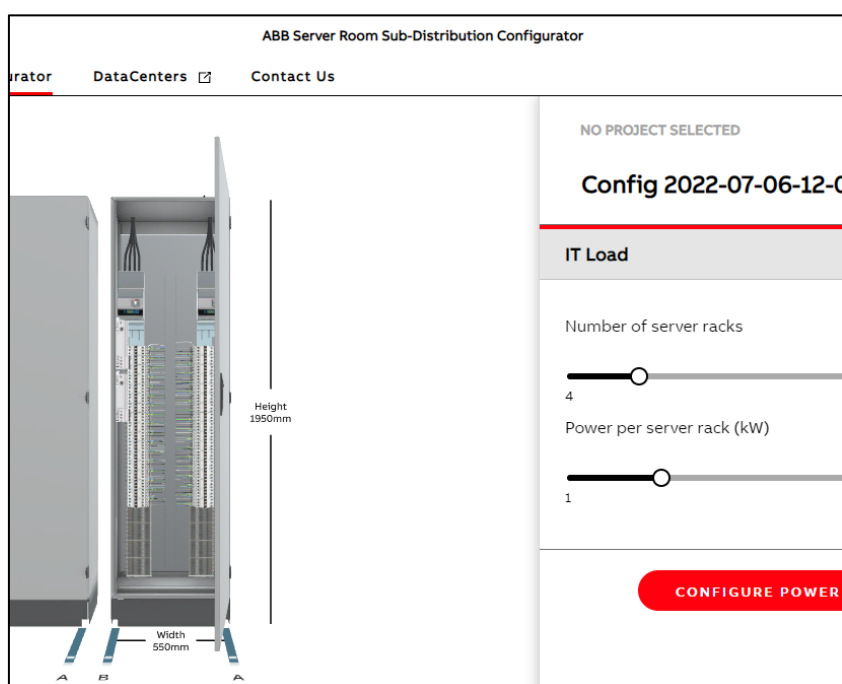 ABB Server Room Sub-Distribution Configurator
urator DataCenters Contact Us
NO PROJECT SELECTED
Config 2022-07-06-12-0
IT Load
Number of server racks
4
Power per server rack (kW)
1
CONFIGURE POWER
Height
1950mm
Width
550mm
A B A